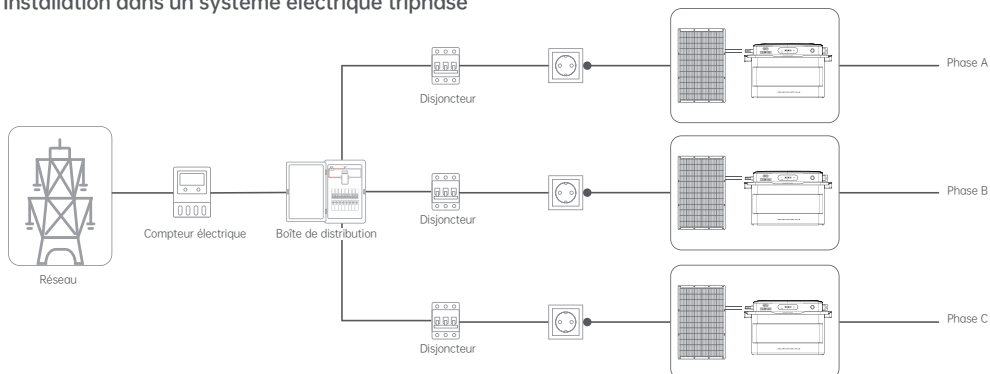 Installation dans un système électrique triphasé
Phase A
Disjoncteur
Phase B
Disjoncteur
Compteur électrique
Boîte de distribution
Réseau
Phase C
Disjoncteur